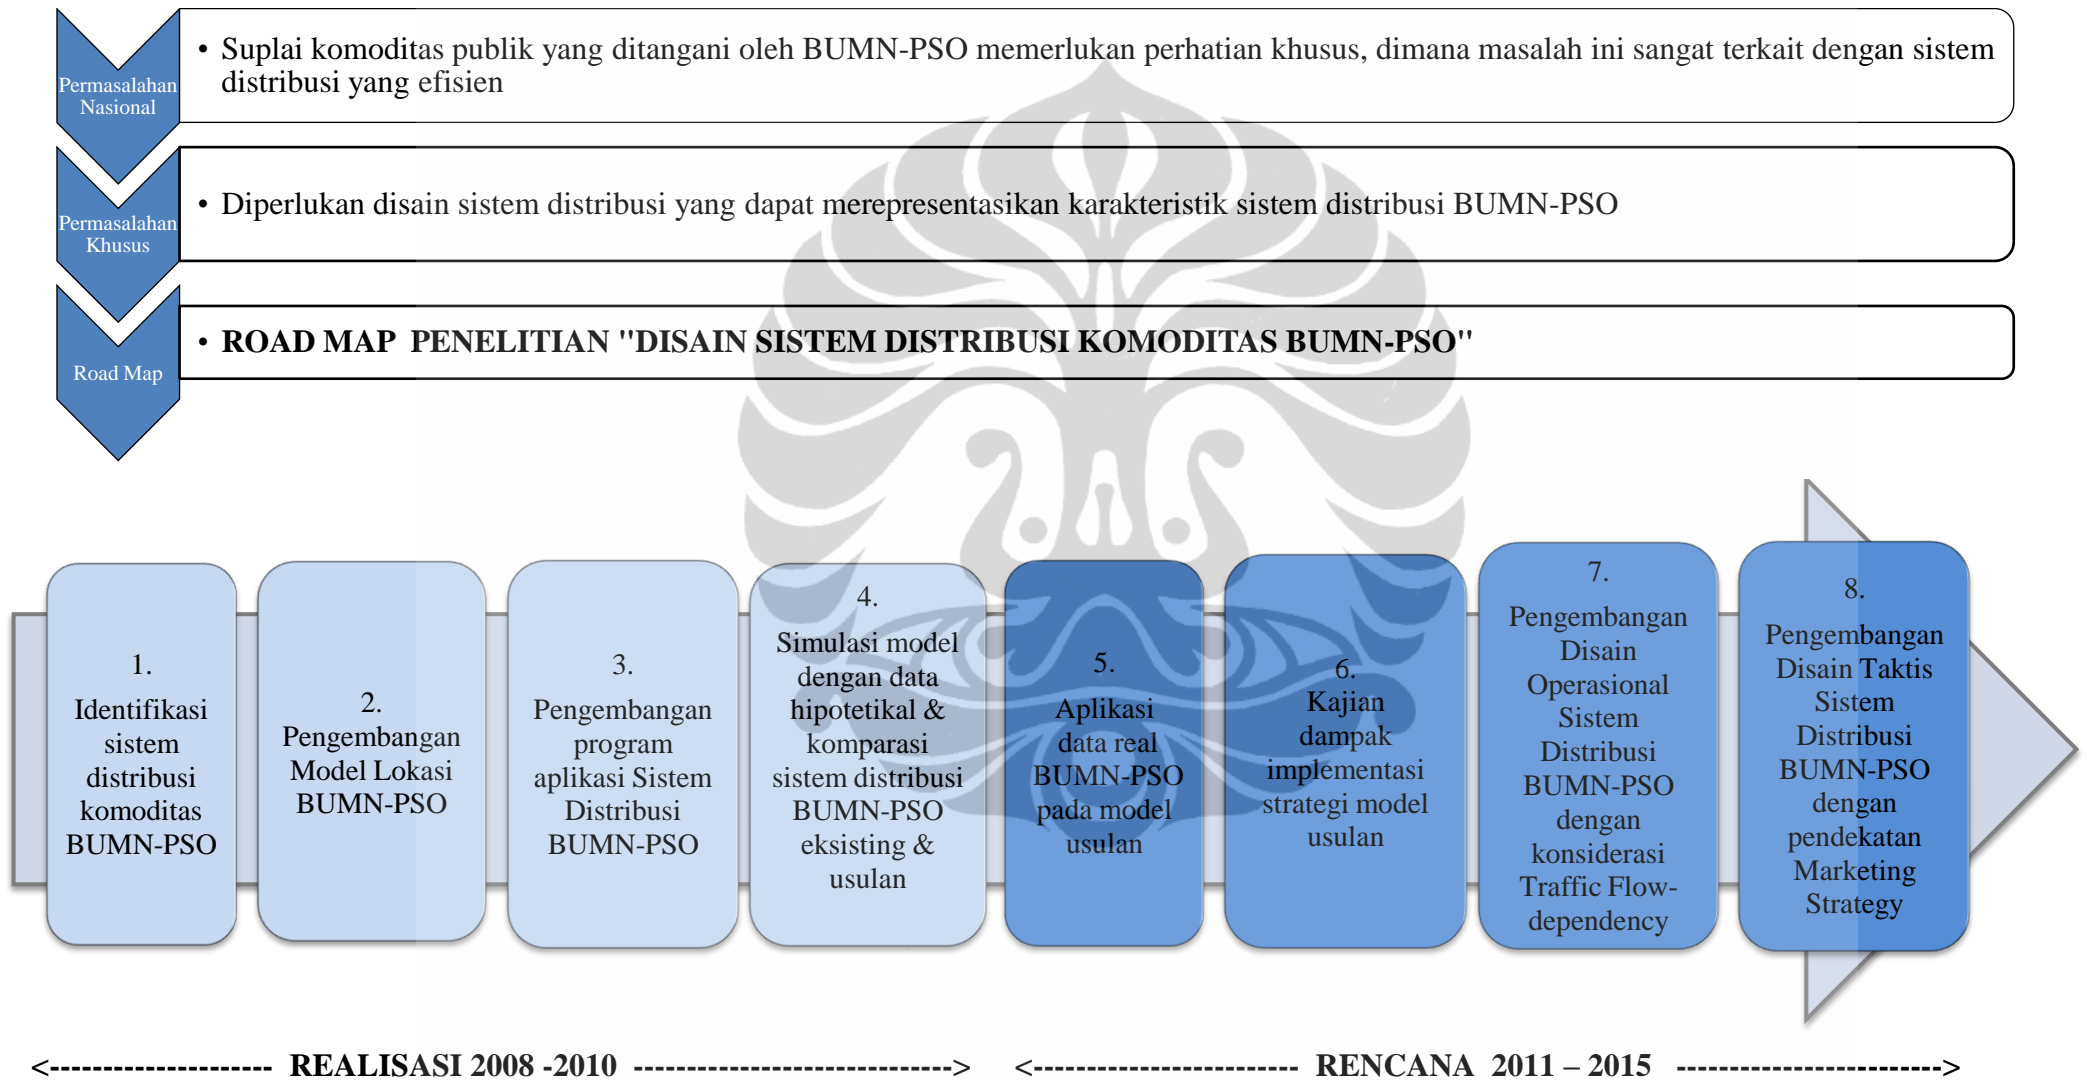 Permasalahan
Nasional
• Suplai komoditas publik yang ditangani oleh BUMN-PSO memerlukan perhatian khusus, dimana masalah ini sangat terkait dengan sistem
distribusi yang efisien
Permasalahan
Khusus
• Diperlukan disain sistem distribusi yang dapat merepresentasikan karakteristik sistem distribusi BUMN-PSO
Road Map
• ROAD MAP PENELITIAN "DISAIN SISTEM DISTRIBUSI KOMODITAS BUMN-PSO"
1.
Identifikasi
sistem
distribusi
komoditas
BUMN-PSO
2.
Pengembangan
Model Lokasi
BUMN-PSO
3.
Pengembangan
program
aplikasi Sistem
Distribusi
BUMN-PSO
4.
Simulasi model
dengan data
hipotetikal &
komparasi
sistem distribusi
BUMN-PSO
eksisting &
usulan
5.
Aplikasi
data real
BUMN-PSO
pada model
usulan
6.
Kajian
dampak
implementasi
strategi model
usulan
7.
Pengembangan
Disain
Operasional
Sistem
Distribusi
BUMN-PSO
dengan
konsiderasi
Traffic Flow-
dependency
8.
Pengembangan
Disain Taktis
Sistem
Distribusi
BUMN-PSO
dengan
pendekatan
Marketing
Strategy
<--------------------- REALISASI 2008 -2010 ------------------------------>
<------------------------- RENCANA 2011 – 2015 ------------------------->